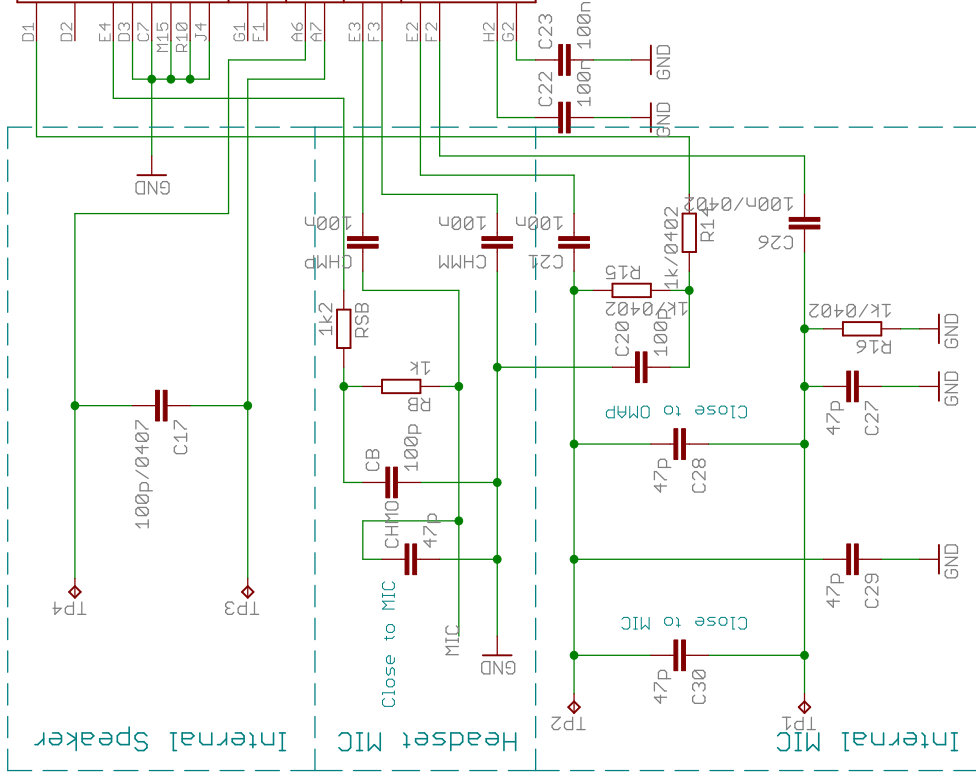 D1
D2
E4
D3
C7
M15
R10
J4
G1
F1
A6
A7
E3
F3
E2
F2
H2
G2
C23
100n
GND
C22
100n
GND
GND
100n
CHMP
100n
CHMM
100n
C21
1k/0402
R14
100n/0402
C26
R15
1k/0402
C20
100p
1k/0402
R16
GND
1k2
RSB
1k
RB
47p
C27
GND
Close to OMAP
100p/0407
C17
CB
100p
47p
C28
CHMO
47p
47p
C29
GND
TP4
TP3
Close to MIC
MIC
GND
Close to MIC
47p
C30
TP2
TP1
Internal Speaker
Headset MIC
Internal MIC